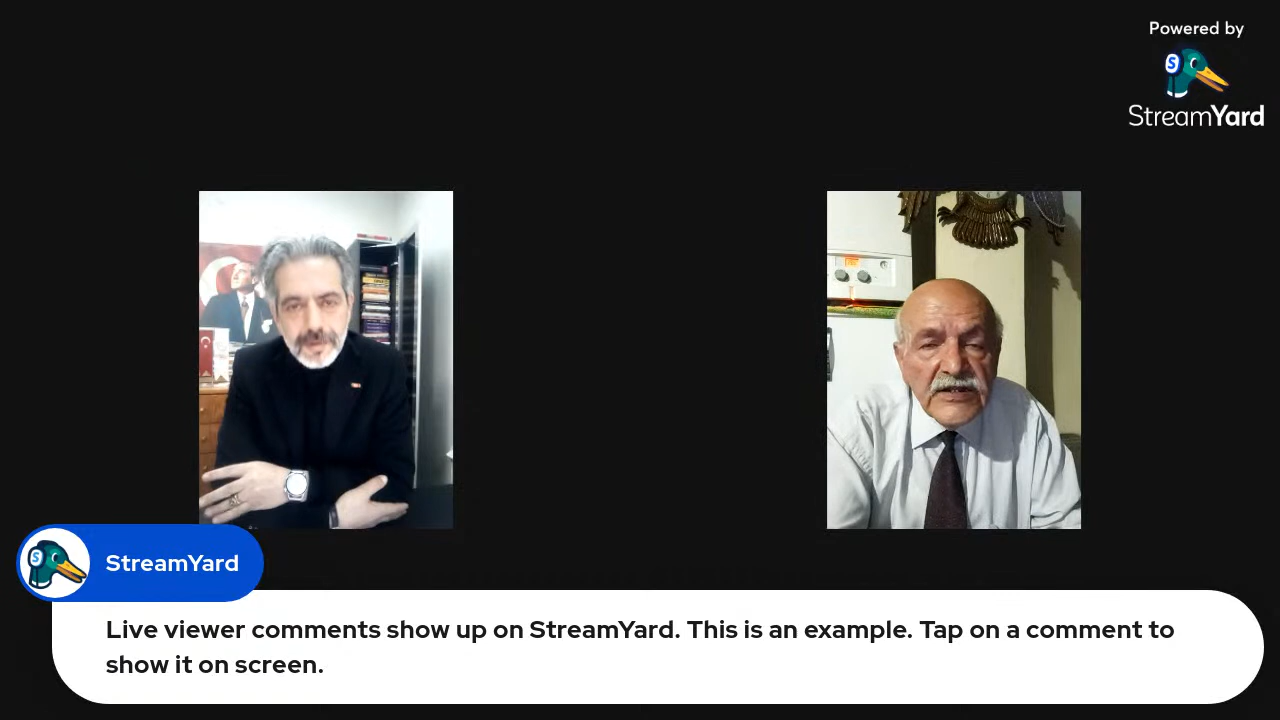 Powered by
StreamYard
StreamYard
Live viewer comments show up on StreamYard. This is an example. Tap on a comment to
show it on screen.